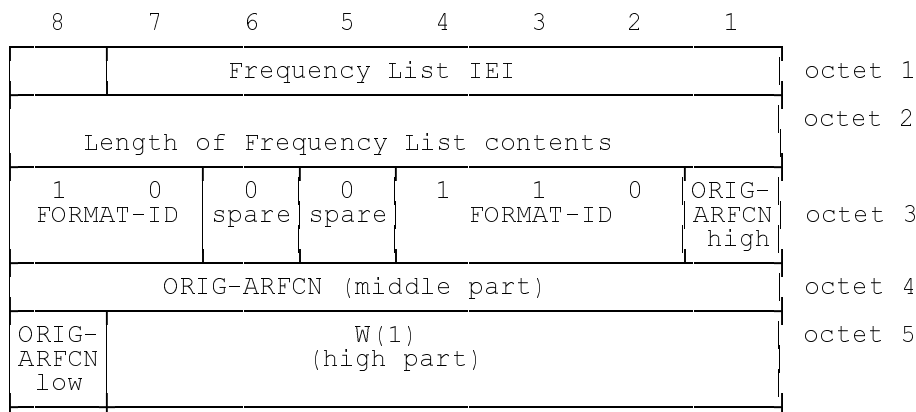 8 7 6 5 4 3 2 1
Frequency List IEI octet 1
octet 2
Length of Frequency List contents
1 0 0 0 1 1 0 ORIG-
FORMAT-ID spare spare FORMAT-ID ARFCN octet 3
high
ORIG-ARFCN (middle part) octet 4
ORIG- W(1) octet 5
ARFCN (high part)
low